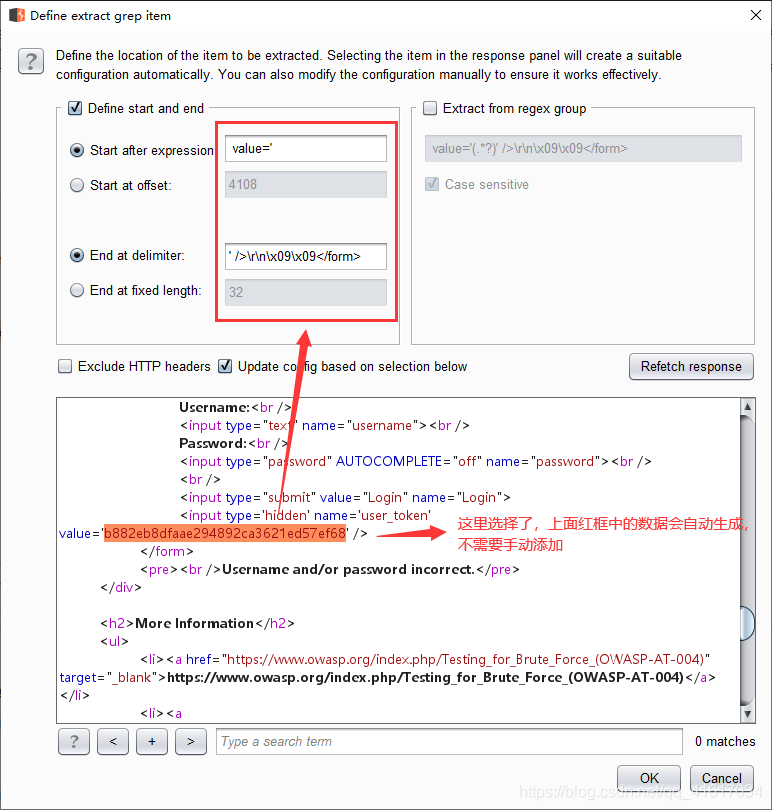 Define extract grep item
Define the location of the item to be extracted. Selecting the item in the response panel will create a suitable
configuration automatically. You can also modify the configuration manually to ensure it works effectively.
?
Define start and end
Extract from regex group
Start after expression
value='
value='(.*?)' />\r\n\x09\x09</form>
Start at offset:
4108
Case sensitive
End at delimiter:
' />\r\n\x09\x09</form>
End at fixed length:
32
Exclude HTTP headers
Update config based on selection below
Refetch response
Username:<br />
<input type="text" name="username"><br />
Password:<br />
<input type="password" AUTOCOMPLETE="off" name="password"><br />
<br />
<input type="submit" value="Login" name="Login">
<input type='hidden' name='user_token'
value='b882eb8dfaae294892ca3621ed57ef68' />
这里选择了，上面红框中的数据会自动生成，
不需要手动添加
</form>
<pre><br />Username and/or password incorrect.</pre>
</div>
<h2>More Information</h2>
<ul>
<li><a href="https://www.owasp.org/index.php/Testing_for_Brute_Force_(OWASP-AT-004)"
target="_blank">https://www.owasp.org/index.php/Testing_for_Brute_Force_(OWASP-AT-004)</a>
</li>
<li><a
?
<
+
>
Type a search term
0 matches
OK
Cancel